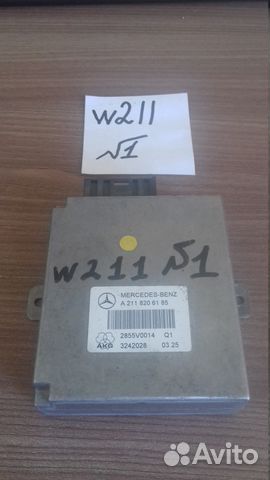 w211
№1
w211 №1
MERCEDES-BENZ
A 211 820 61 85
2855V0014 Q1
AKG 3242028 03.25
Avito